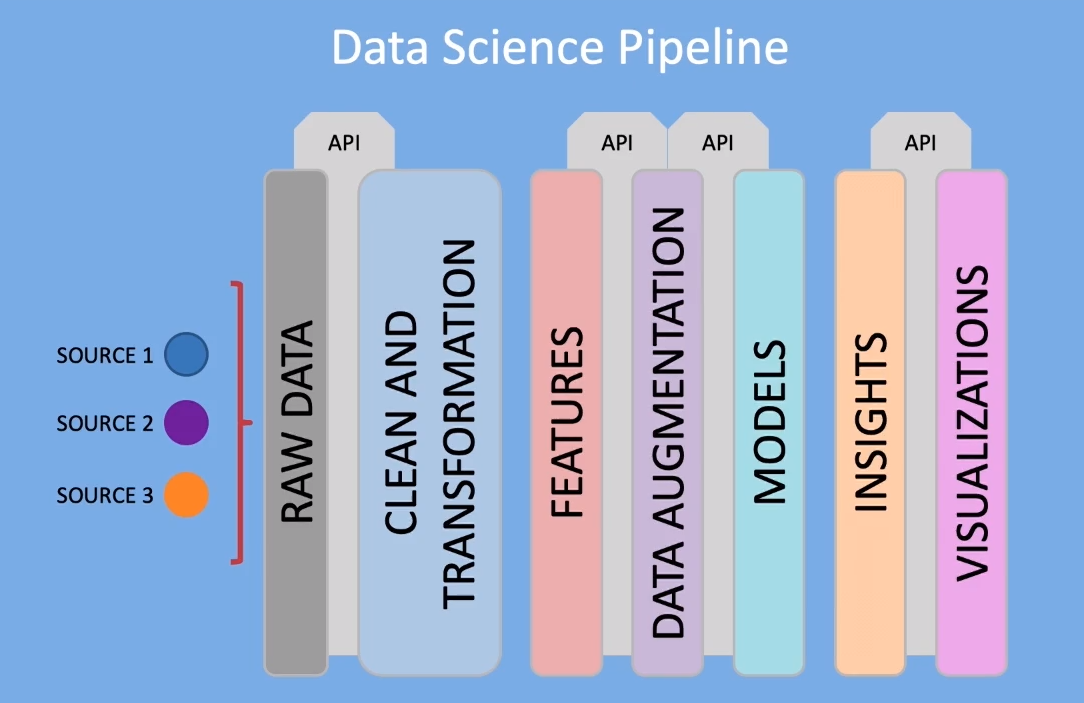 Data Science Pipeline
API
API
API
API
SOURCE 1
SOURCE 2
SOURCE 3
RAW DATA
CLEAN AND
TRANSFORMATION
FEATURES
DATA AUGMENTATION
MODELS
INSIGHTS
VISUALIZATIONS